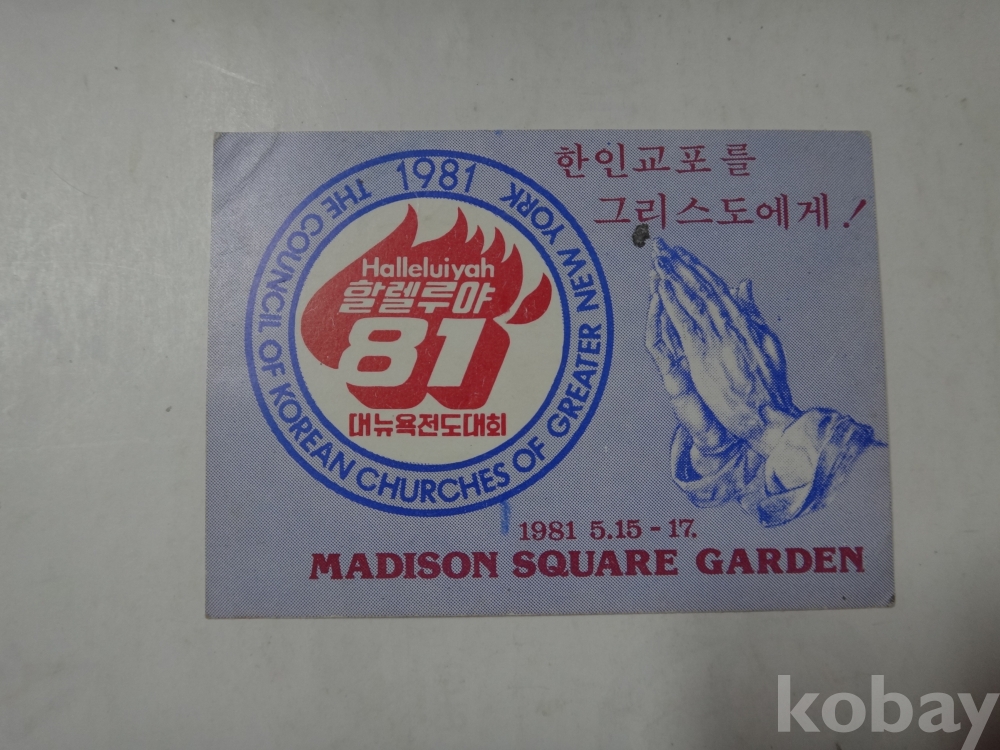 한인교포를
그리스도에게!
THE COUNCIL OF KOREAN CHURCHES OF GREATER NEW YORK
1981
Halleluiyah
할렐루야
81
대뉴욕전도대회
1981 5.15-17.
MADISON SQUARE GARDEN
kobay